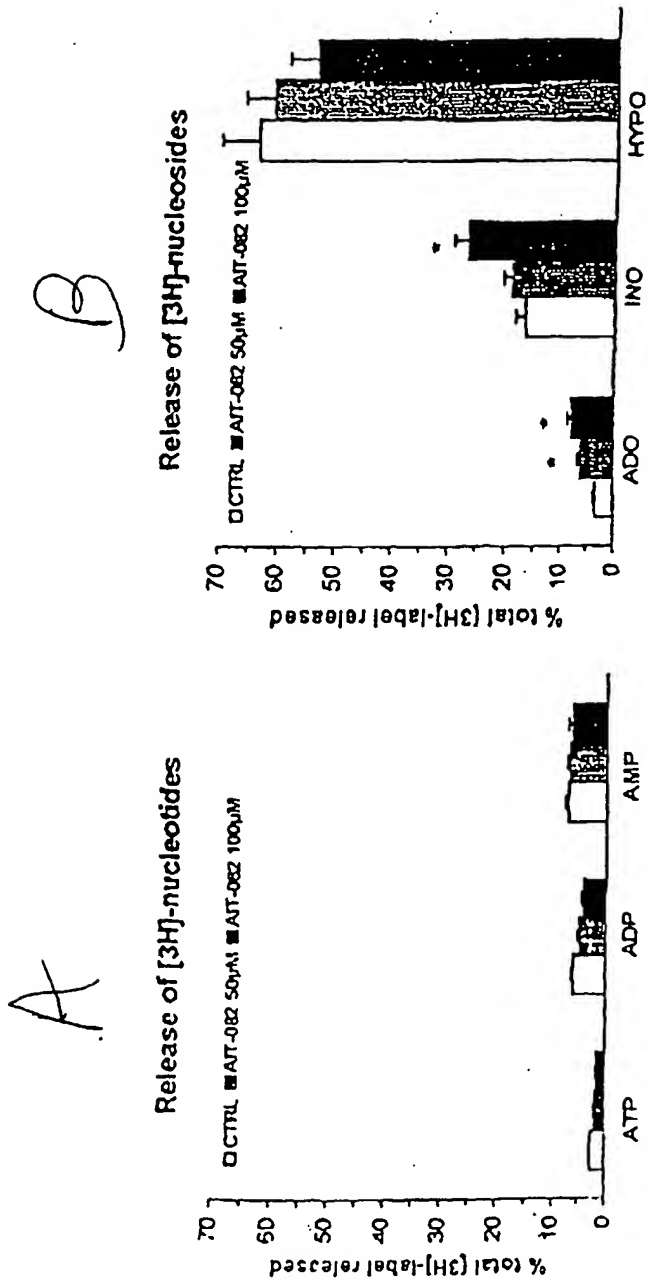 A
Release of [3H]-nucleotides
CTRL AIT-082 50µM AIT-082 100µM
% total [3H]-label released
70
60
50
40
30
20
10
0
ATP
ADP
AMP
B
Release of [3H]-nucleosides
CTRL AIT-082 50µM AIT-082 100µM
% total [3H]-label released
70
60
50
40
30
20
10
0
*
*
*
ADO
INO
HYPO